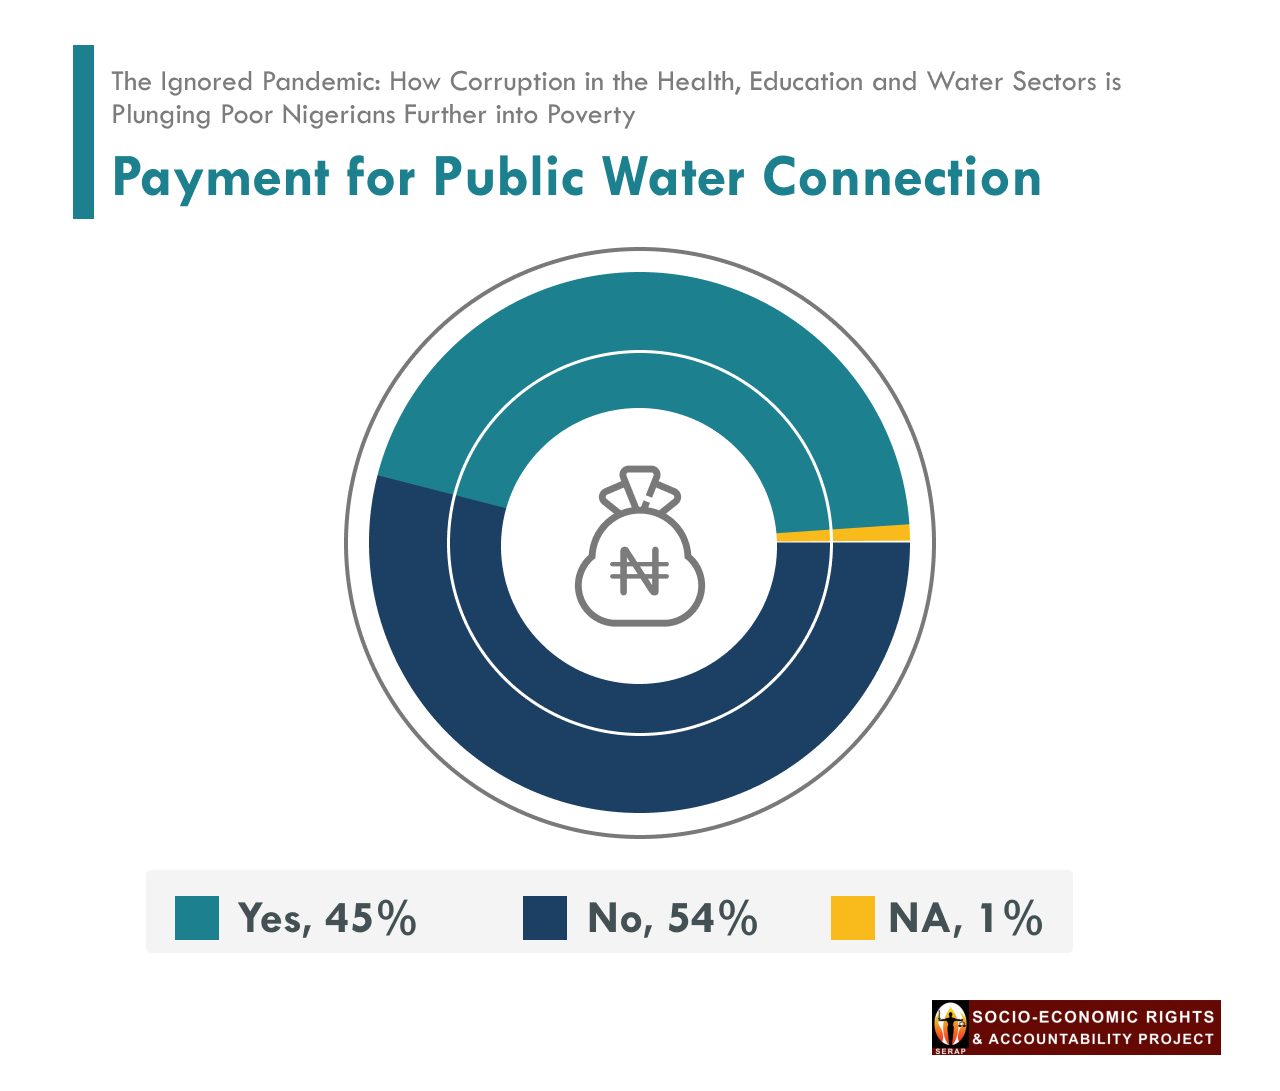 The Ignored Pandemic: How Corruption in the Health, Education and Water Sectors is
Plunging Poor Nigerians Further into Poverty
Payment for Public Water Connection
₦
Yes, 45%
No, 54%
NA, 1%
SOCIO-ECONOMIC RIGHTS
& ACCOUNTABILITY PROJECT
SERAP